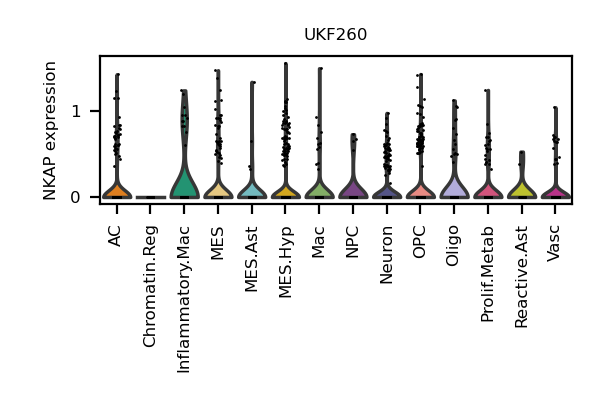 UKF260
NKAP expression
1
0
AC
Chromatin.Reg
Inflammatory.Mac
MES
MES.Ast
MES.Hyp
Mac
NPC
Neuron
OPC
Oligo
Prolif.Metab
Reactive.Ast
Vasc